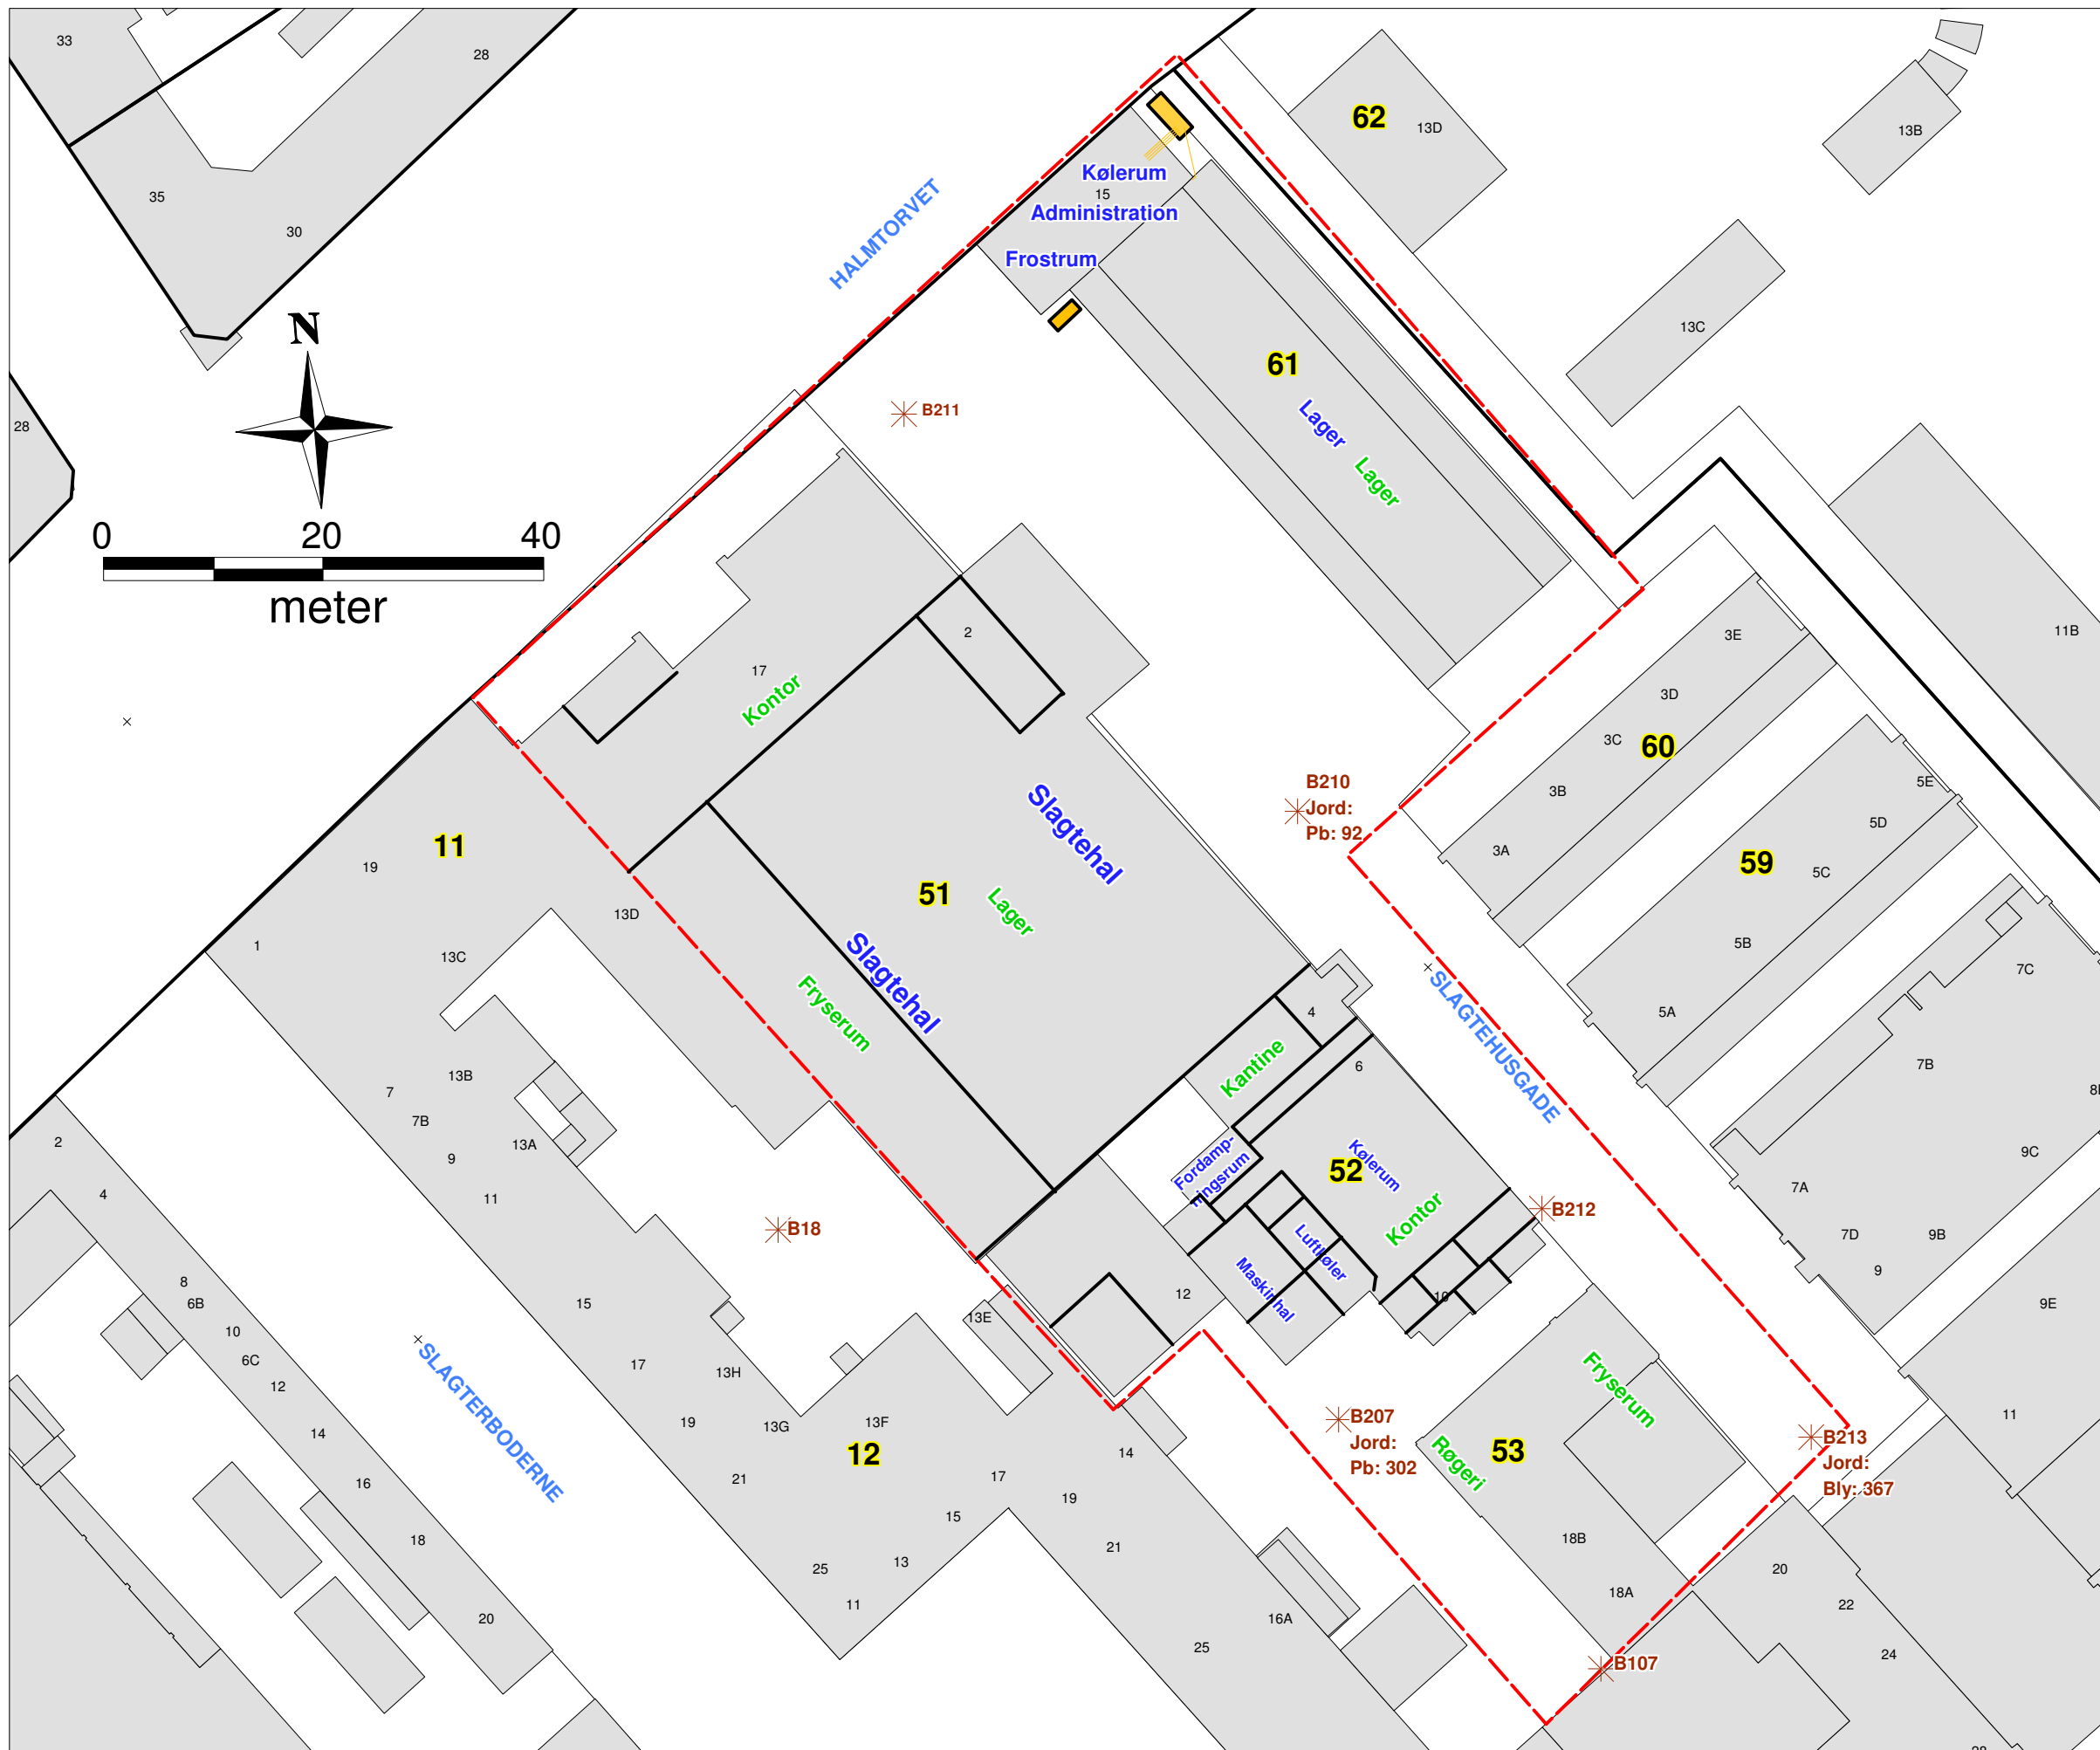 33
28
62
13D
13B
35
30
HALMTORVET
Kølerum
15
Administration
Frostrum
N
13C
61
Lager
Lager
B211
28
0 20 40
meter
2
17
Kontor
11B
3E
3D
3C
60
3B
3A
B210
Jord:
Pb: 92
5E
5D
59
5C
5B
5A
11
19
1
13D
13C
51
Slagtehal
Lager
Slagtehal
Fryserum
SLAGTEHUSGADE
4
Kantine
6
7C
7B
8
9C
7A
7D
9B
9
9E
11
7
13B
7B
13A
9
11
2
4
Fordamp-
ningsrum
52
Kølerum
Kontor
Luftkøler
Maskinhal
10
12
B212
B18
13E
8
6B
10
6C
12
14
16
18
20
SLAGTERBODERNE
15
17
13H
19
13G
13F
12
21
17
15
13
25
11
14
19
21
25
16A
B207
Jord:
Pb: 302
Røgeri
53
Fryserum
18B
18A
B213
Jord:
Bly: 367
20
22
24
B107